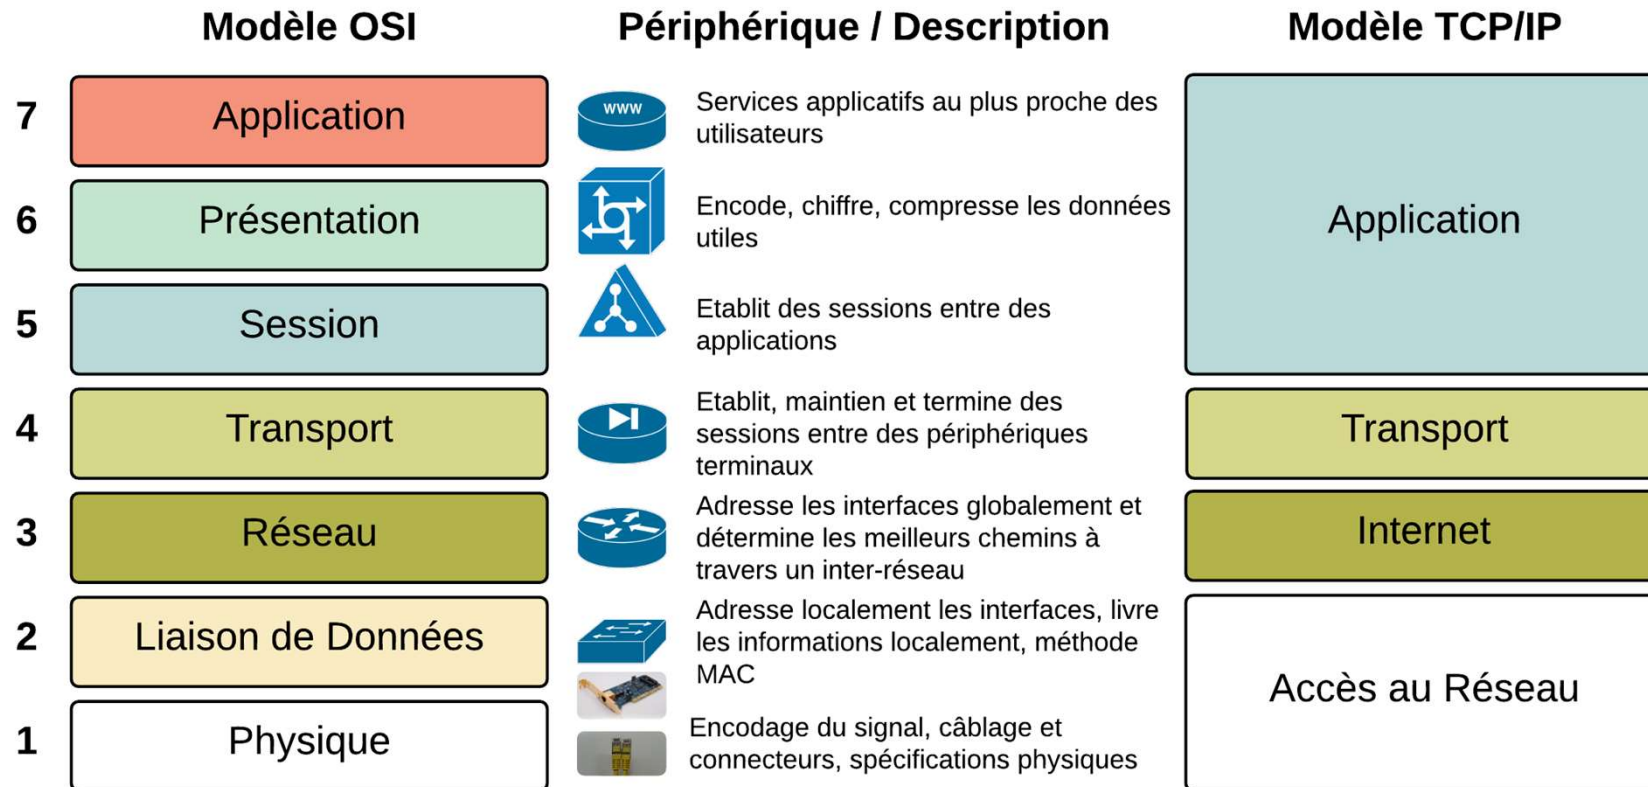 Modèle OSI
Périphérique / Description
Modèle TCP/IP
7
Application
www
Services applicatifs au plus proche des
utilisateurs
6
Présentation
Encode, chiffre, compresse les données
utiles
Application
5
Session
Etablit des sessions entre des
applications
4
Transport
Etablit, maintien et termine des
sessions entre des périphériques
terminaux
Transport
3
Réseau
Adresse les interfaces globalement et
détermine les meilleurs chemins à
travers un inter-réseau
Internet
2
Liaison de Données
Adresse localement les interfaces, livre
les informations localement, méthode
MAC
Accès au Réseau
1
Physique
Encodage du signal, câblage et
connecteurs, spécifications physiques